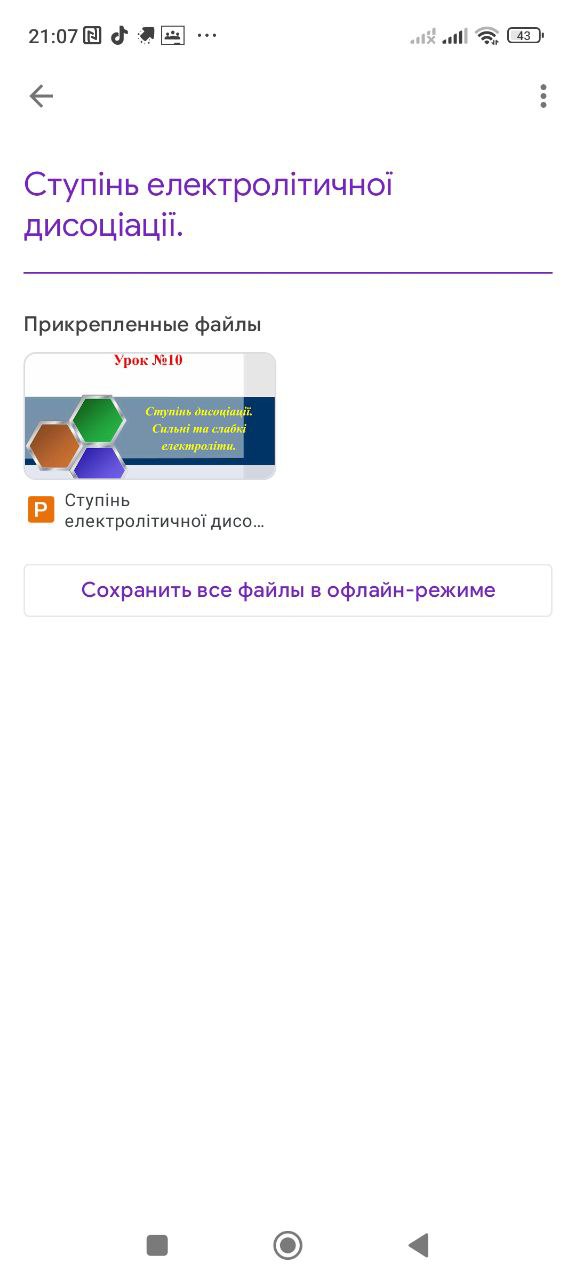 21:07
43
Ступінь електролітичної
дисоціації.
Прикрепленные файлы
Урок №10
Ступінь дисоціації.
Сильні та слабкі
електроліти.
P
Ступінь
електролітичної дисо...
Сохранить все файлы в офлайн-режиме